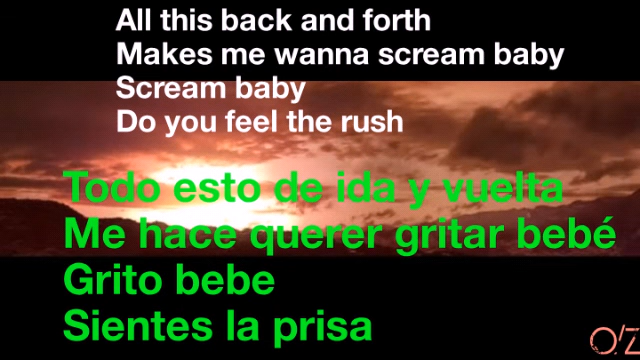 All this back and forth
Makes me wanna scream baby
Scream baby
Do you feel the rush
Todo esto de ida y vuelta
Me hace querer gritar bebé
Grito bebe
Sientes la prisa
O/Z